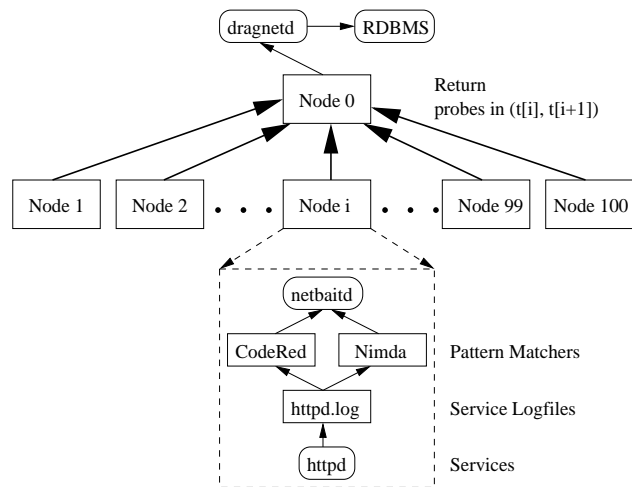 dragnetd RDBMS
Node 0
Return
probes in (t[i], t[i+1])
Node 1 Node 2 . . . Node i . . . Node 99 Node 100
netbaitd
CodeRed Nimda Pattern Matchers
httpd.log Service Logfiles
httpd Services